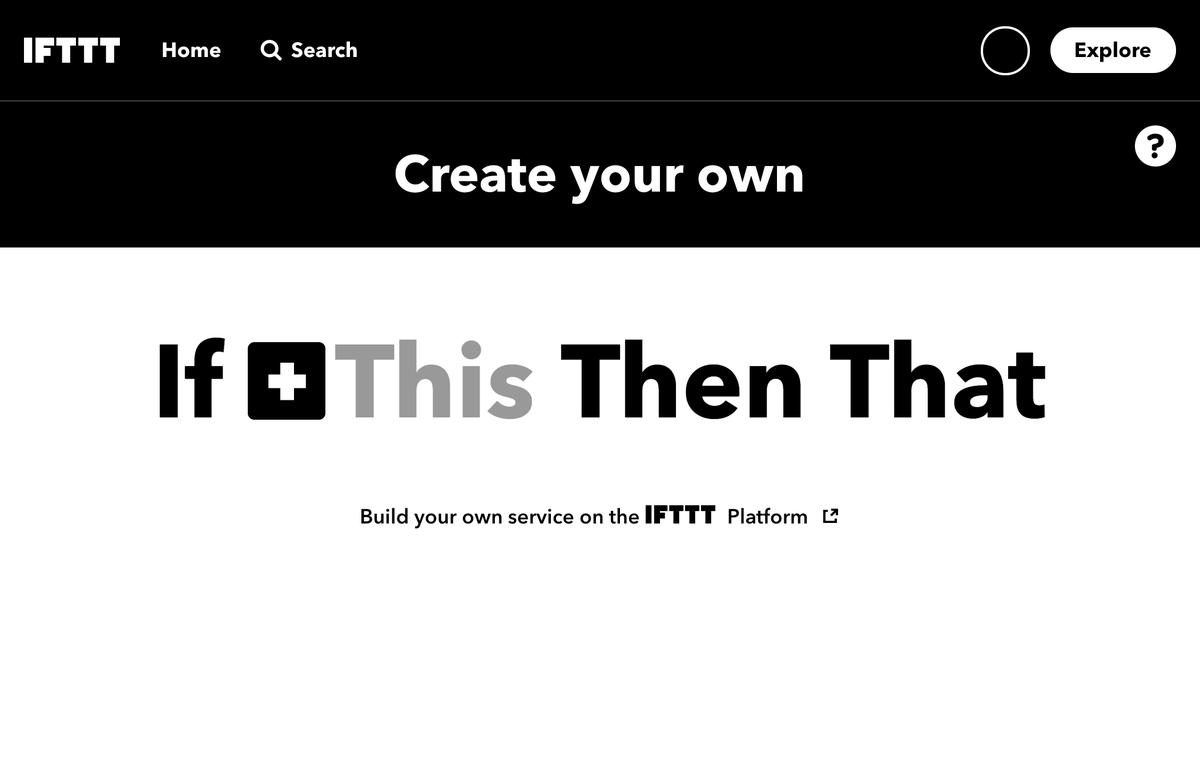 IFTTT Home Search Explore
?
Create your own
If This Then That
Build your own service on the IFTTT Platform